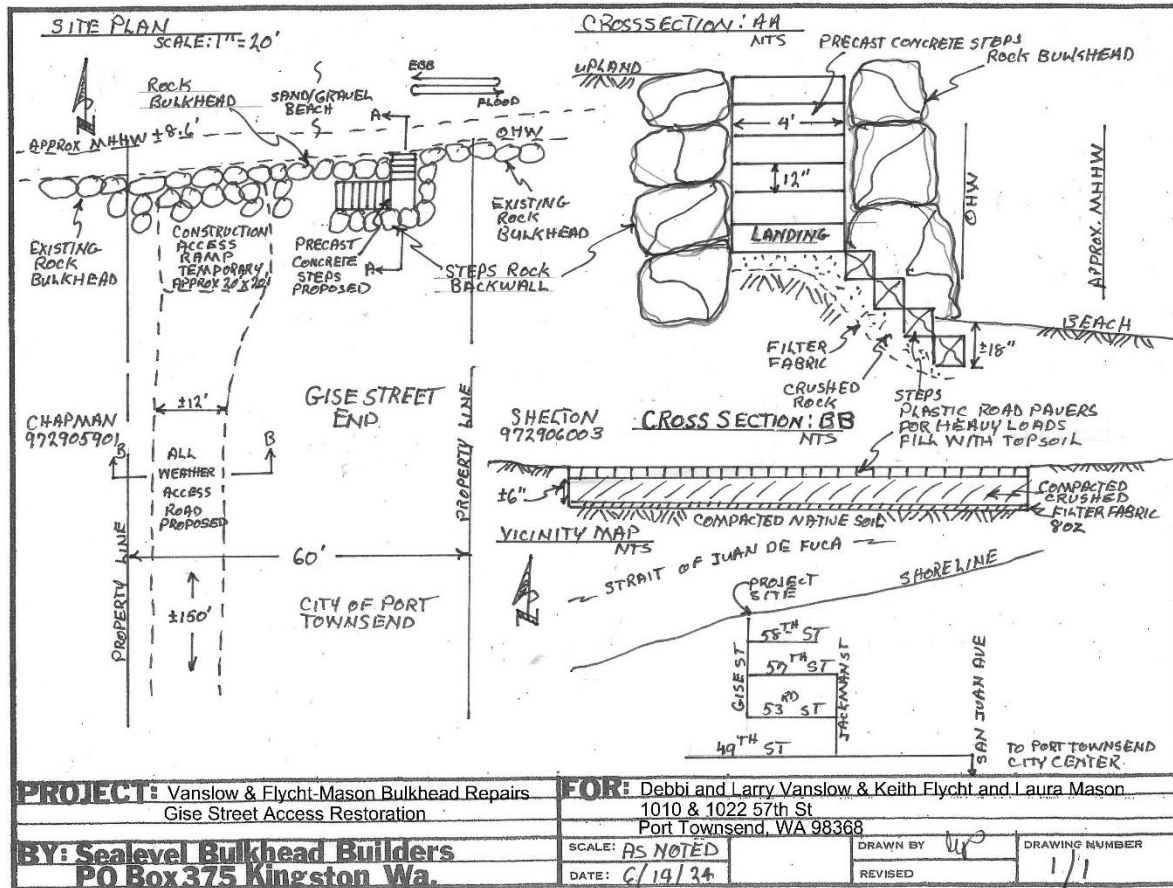 SITE PLAN
SCALE: 1"=20'
N
ROCK
BULKHEAD
SAND/GRAVEL
BEACH
EBB
FLOOD
A
APPROX MHHW ±8.6'
OHW
EXISTING
ROCK
BULKHEAD
CONSTRUCTION
ACCESS
RAMP
TEMPORARY
APPROX 20'X20'
PRECAST
CONCRETE
STEPS
PROPOSED
A
EXISTING
ROCK
BULKHEAD
STEPS ROCK
BACKWALL
±12'
GISE STREET
END
CHAPMAN
972905901
SHELTON
972906003
B
B
ALL
WEATHER
ACCESS
ROAD
PROPOSED
PROPERTY LINE
PROPERTY LINE
60'
±150'
CITY OF PORT
TOWNSEND
CROSSSECTION: AA
NTS
PRECAST CONCRETE STEPS
ROCK BULKHEAD
UPLAND
4'
12"
LANDING
OHW
APPROX. MHHW
BEACH
±18"
FILTER
FABRIC
CRUSHED
ROCK
STEPS
CROSS SECTION: BB
NTS
PLASTIC ROAD PAVERS
FOR HEAVY LOADS
FILL WITH TOPSOIL
±6"
COMPACTED
CRUSHED
FILTER FABRIC
8OZ
COMPACTED NATIVE SOIL
VICINITY MAP
NTS
N
STRAIT OF JUAN DE FUCA
SHORELINE
PROJECT
SITE
58TH ST
57TH ST
53RD ST
49TH ST
GISE ST
JACKMAN ST
SAN JUAN AVE
TO PORT TOWNSEND
CITY CENTER
PROJECT: Vanslow & Flycht-Mason Bulkhead Repairs
Gise Street Access Restoration
BY: Sealevel Bulkhead Builders
PO Box 375 Kingston Wa.
FOR: Debbi and Larry Vanslow & Keith Flycht and Laura Mason
1010 & 1022 57th St
Port Townsend, WA 98368
SCALE: AS NOTED
DATE: 6/19/24
DRAWN BY
REVISED
DRAWING NUMBER
1/1